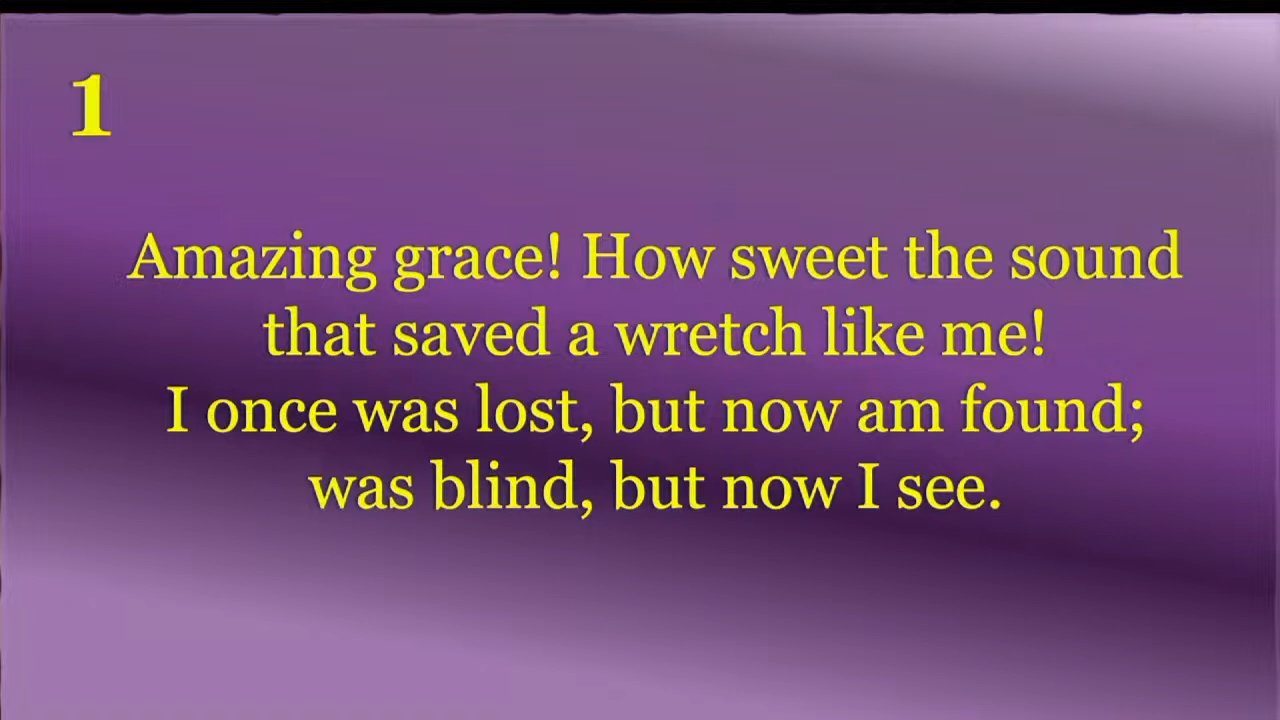 1
Amazing grace! How sweet the sound
that saved a wretch like me!
I once was lost, but now am found;
was blind, but now I see.